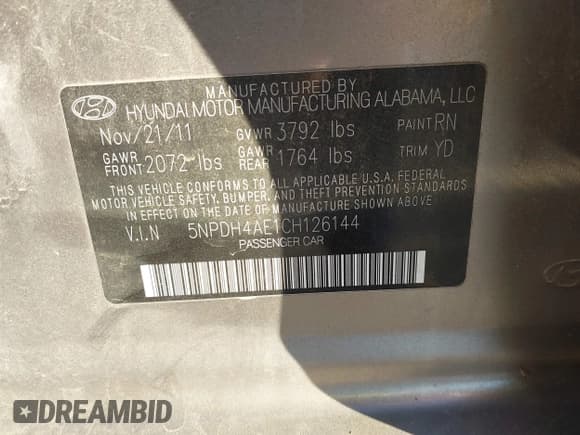 MANUFACTURED BY
HYUNDAI MOTOR MANUFACTURING ALABAMA, LLC
Nov/21/11 GVWR 3792 lbs PAINT RN
GAWR FRONT 2072 lbs GAWR REAR 1764 lbs TRIM YD
THIS VEHICLE CONFORMS TO ALL APPLICABLE U.S.A. FEDERAL
MOTOR VEHICLE SAFETY, BUMPER, AND THEFT PREVENTION STANDARDS
IN EFFECT ON THE DATE OF MANUFACTURE SHOWN ABOVE.
V.I.N 5NPDH4AE1CH126144
PASSENGER CAR
DREAMBID